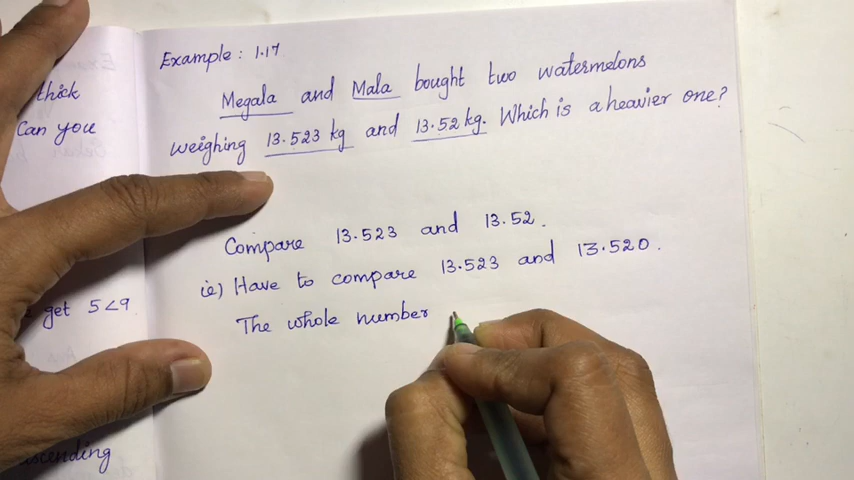 thick
Can you
get 5<9
scending
Example: 1.17
Megala and Mala bought two watermelons
weighing 13.523 kg and 13.52 kg. Which is a heavier one?
Compare 13.523 and 13.52.
ie) Have to compare 13.523 and 13.520.
The whole number